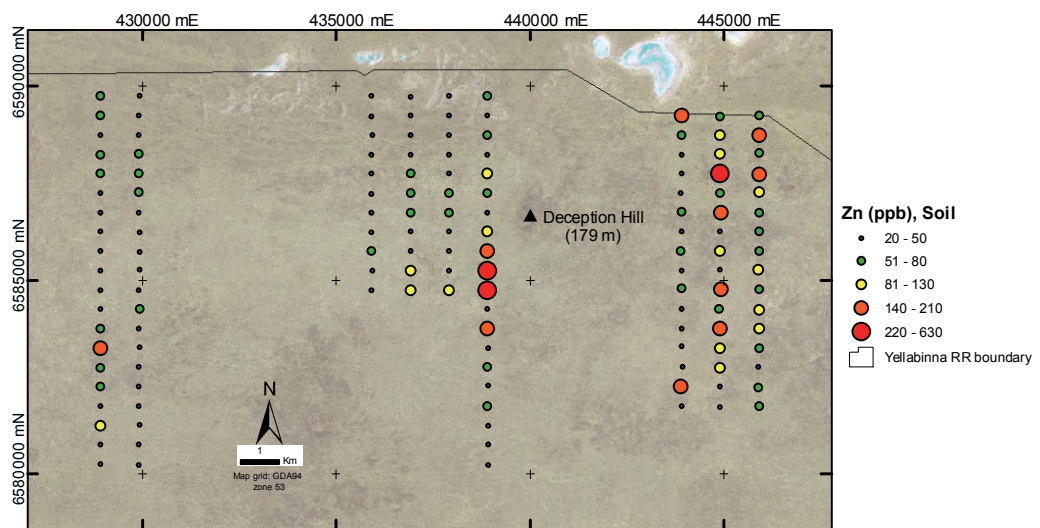 430000 mE
435000 mE
440000 mE
445000 mE
6590000 mN
6585000 mN
6580000 mN
Deception Hill
(179 m)
N
1
Km
Map grid: GDA94
zone 53
Zn (ppb), Soil
20 - 50
51 - 80
81 - 130
140 - 210
220 - 630
Yellabinna RR boundary